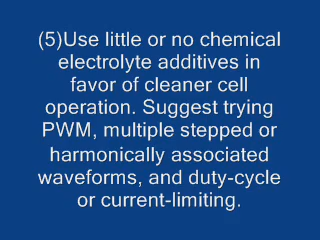 (5)Use little or no chemical
electrolyte additives in
favor of cleaner cell
operation. Suggest trying
PWM, multiple stepped or
harmonically associated
waveforms, and duty-cycle
or current-limiting.